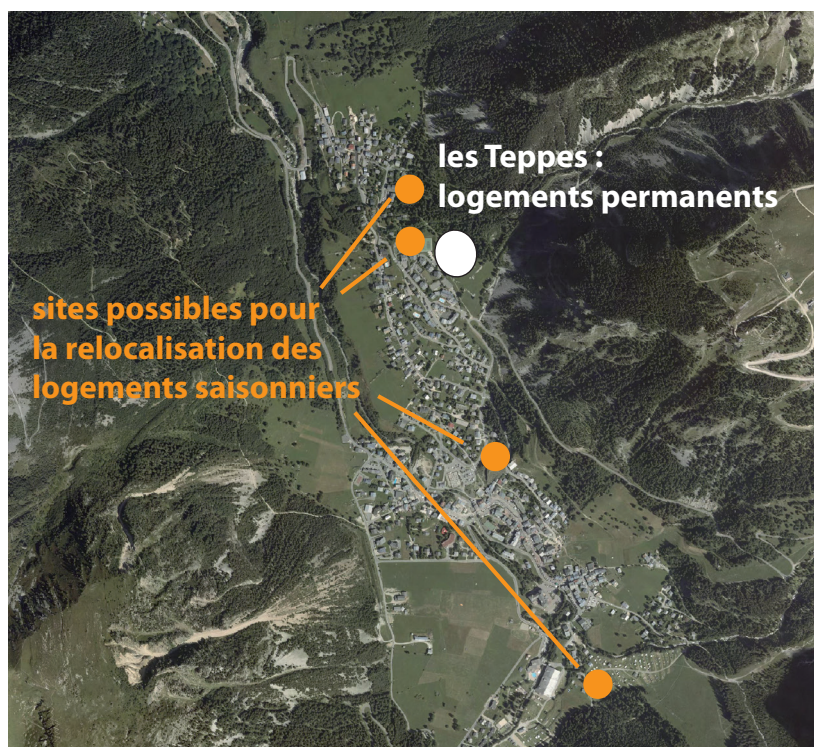 les Teppes :
logements permanents
sites possibles pour
la relocalisation des
logements saisonniers